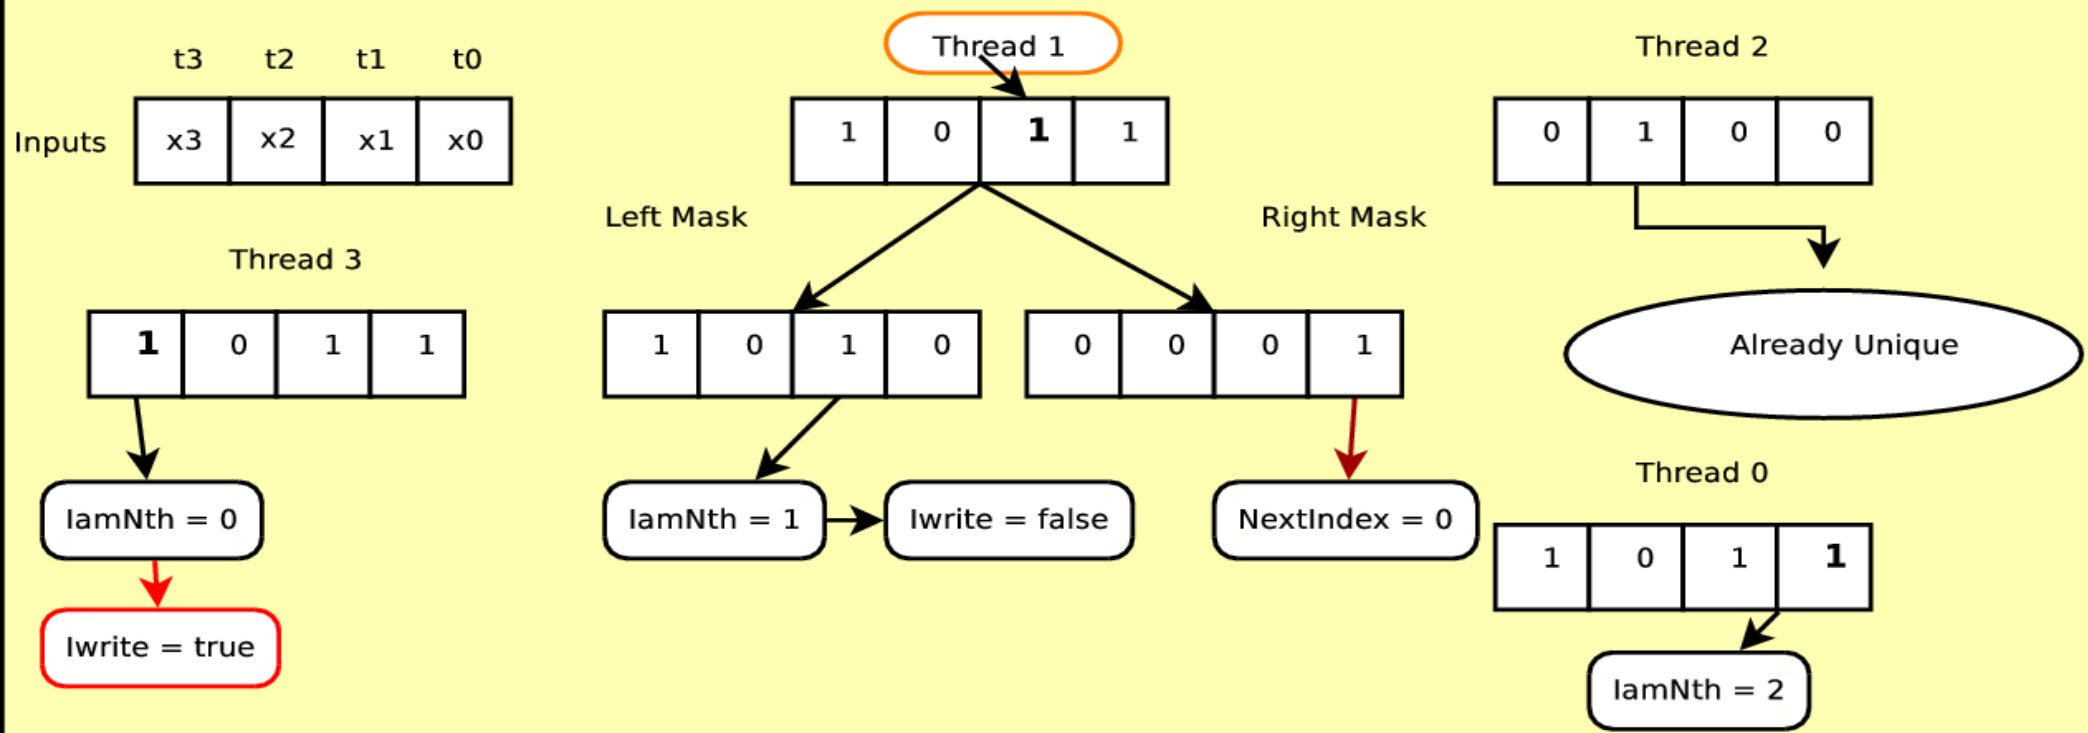 t3 t2 t1 t0
Inputs x3 x2 x1 x0
Thread 3
1 0 1 1
IamNth = 0
Iwrite = true
Thread 1
1 0 1 1
Left Mask Right Mask
1 0 1 0 0 0 0 1
IamNth = 1 Iwrite = false NextIndex = 0
Thread 2
0 1 0 0
Already Unique
Thread 0
1 0 1 1
IamNth = 2